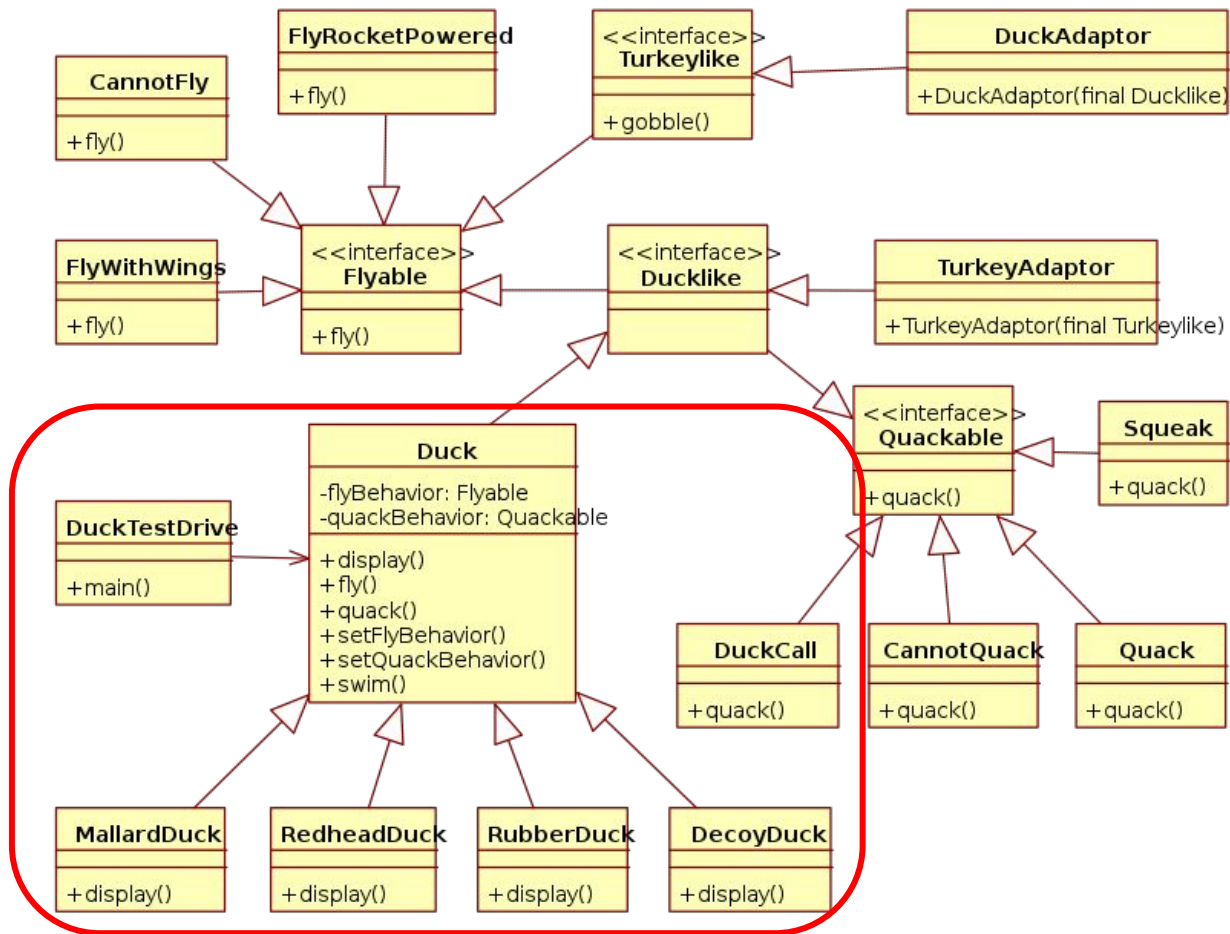 FlyRocketPowered
+fly()
<<interface>>
Turkeylike
+gobble()
DuckAdaptor
+DuckAdaptor(final Ducklike)
CannotFly
+fly()
FlyWithWings
+fly()
<<interface>>
Flyable
+fly()
<<interface>>
Ducklike
TurkeyAdaptor
+TurkeyAdaptor(final Turkeylike)
<<interface>>
Quackable
+quack()
Squeak
+quack()
Duck
-flyBehavior: Flyable
-quackBehavior: Quackable
+display()
+fly()
+quack()
+setFlyBehavior()
+setQuackBehavior()
+swim()
DuckTestDrive
+main()
DuckCall
+quack()
CannotQuack
+quack()
Quack
+quack()
MallardDuck
+display()
RedheadDuck
+display()
RubberDuck
+display()
DecoyDuck
+display()